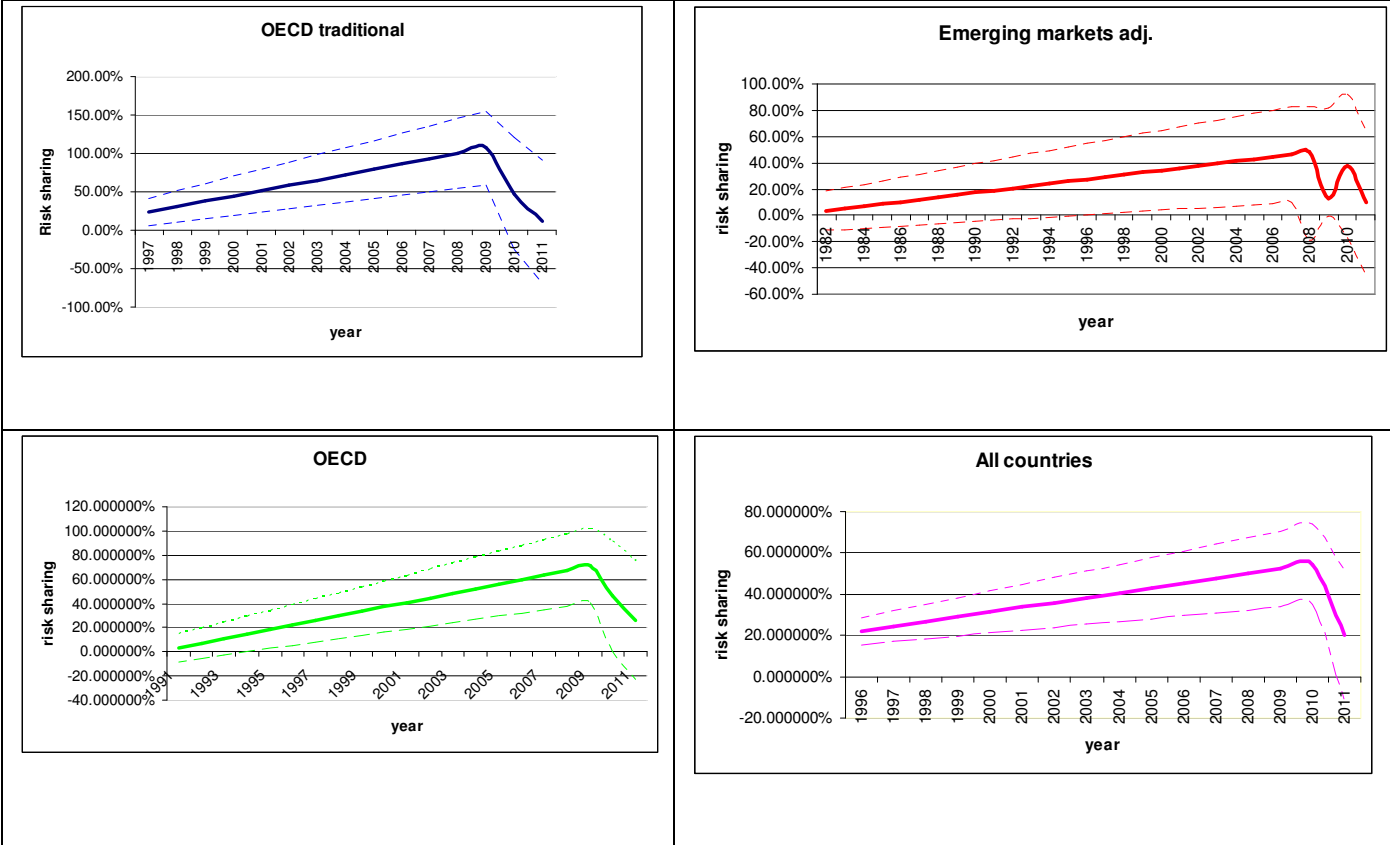 OECD traditional
200.00%
150.00%
100.00%
50.00%
0.00%
-50.00%
-100.00%
Risk sharing
1997 1998 1999 2000 2001 2002 2003 2004 2005 2006 2007 2008 2009 2010 2011
year
Emerging markets adj.
100.00%
80.00%
60.00%
40.00%
20.00%
0.00%
-20.00%
-40.00%
-60.00%
risk sharing
1982 1984 1986 1988 1990 1992 1994 1996 1998 2000 2002 2004 2006 2008 2010
year
OECD
120.000000%
100.000000%
80.000000%
60.000000%
40.000000%
20.000000%
0.000000%
-20.000000%
-40.000000%
risk sharing
1991 1993 1995 1997 1999 2001 2003 2005 2007 2009 2011
year
All countries
80.000000%
60.000000%
40.000000%
20.000000%
0.000000%
-20.000000%
risk sharing
1996 1997 1998 1999 2000 2001 2002 2003 2004 2005 2006 2007 2008 2009 2010 2011
year